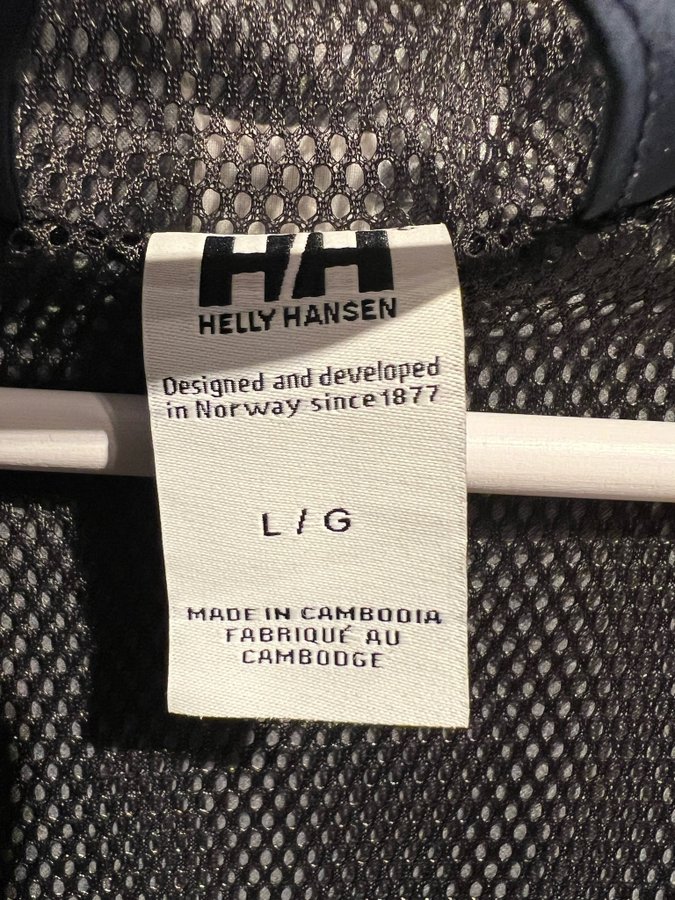 HH
HELLY HANSEN
Designed and developed
in Norway since 1877
L / G
MADE IN CAMBODIA
FABRIQUÉ AU
CAMBODGE